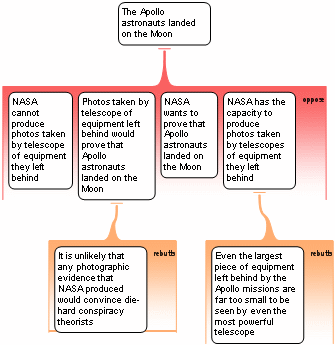 The Apollo
astronauts landed
on the Moon
NASA
cannot
produce
photos taken
by telescope
of equipment
they left
behind
Photos taken by
telescope of
equipment left
behind would
prove that
Apollo
astronauts
landed on the
Moon
NASA
wants to
prove that
Apollo
astronauts
landed on
the Moon
NASA has the
capacity to
produce
photos taken
by telescopes
of equipment
they left
behind
oppose
It is unlikely that
any photographic
evidence that
NASA produced
would convince die-
hard conspiracy
theorists
rebutts
Even the largest
piece of equipment
left behind by the
Apollo missions are
far too small to be
seen by even the
most powerful
telescope
rebutts